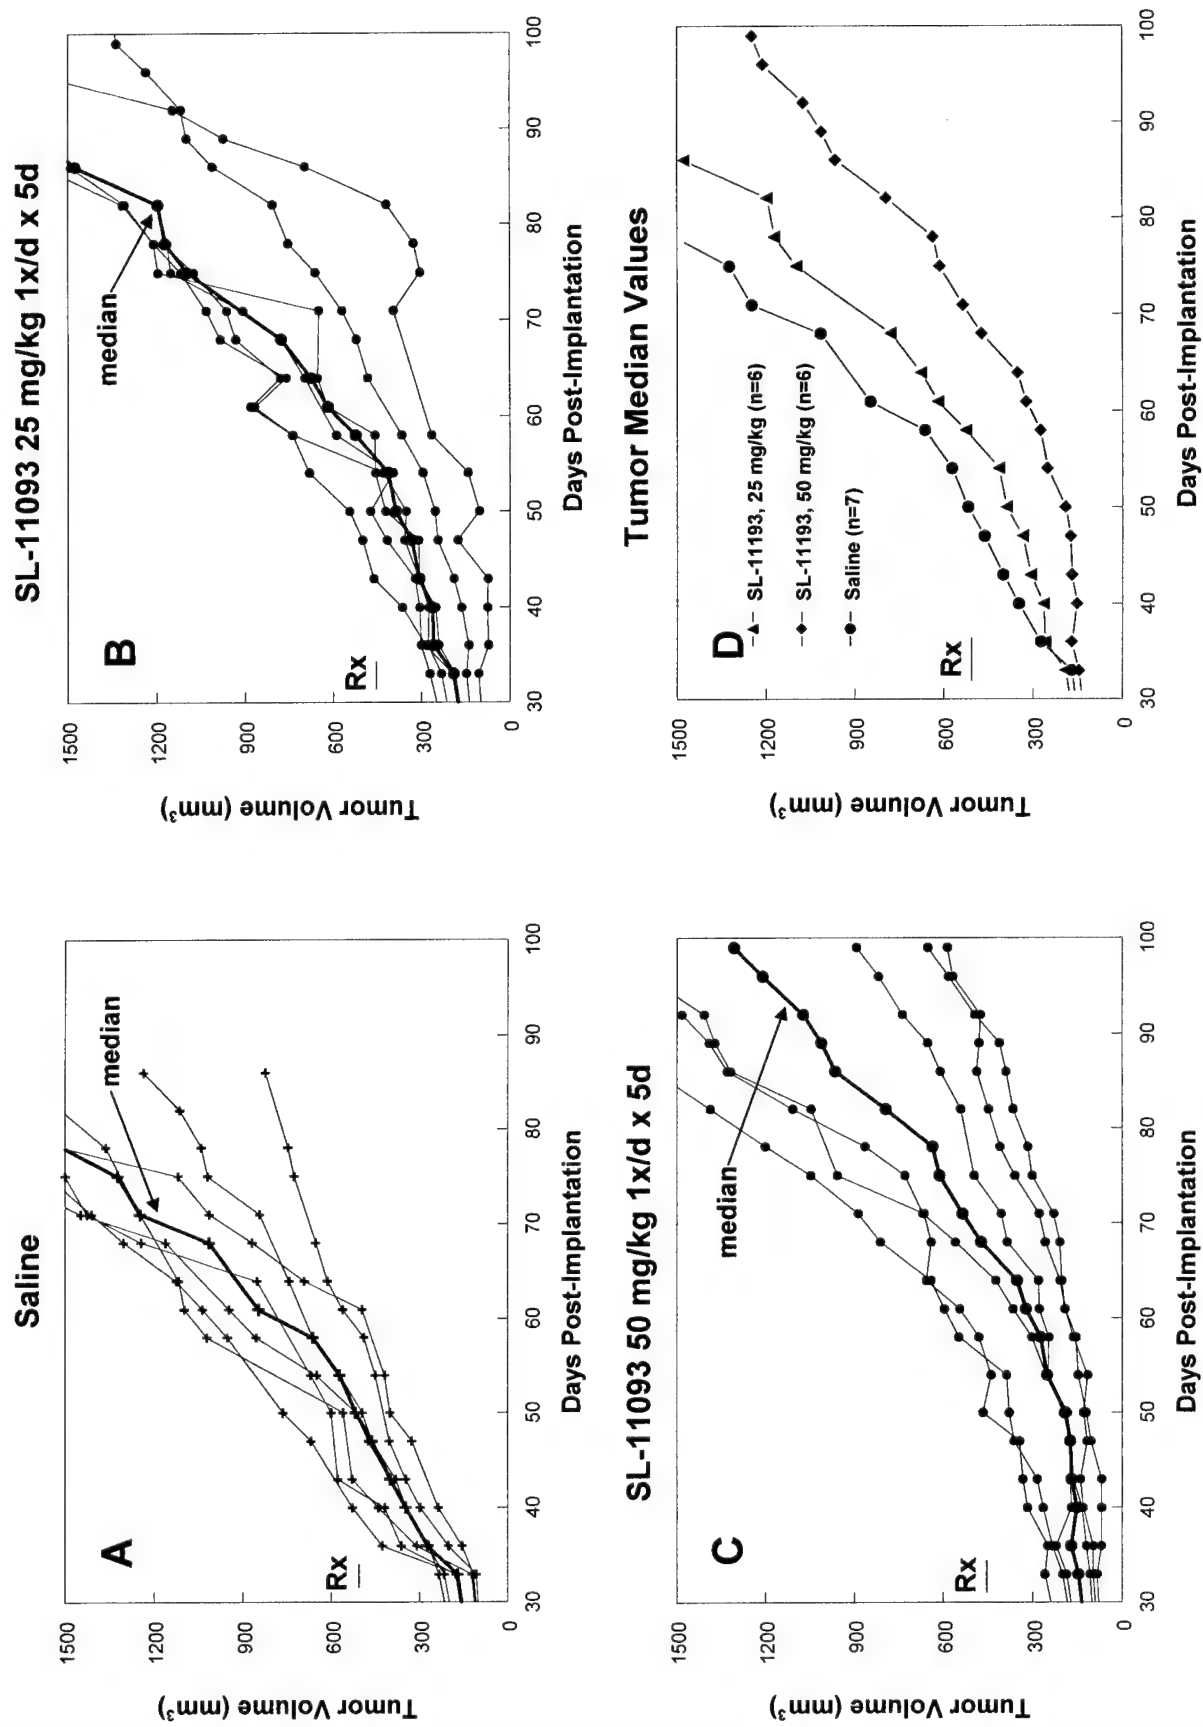 Saline
A
1500
1200
900
600
300
0
Tumor Volume (mm³)
median
Rx
30 40 50 60 70 80 90 100
Days Post-Implantation
SL-11093 25 mg/kg 1x/d x 5d
B
1500
1200
900
600
300
0
Tumor Volume (mm³)
median
Rx
30 40 50 60 70 80 90 100
Days Post-Implantation
SL-11093 50 mg/kg 1x/d x 5d
C
1500
1200
900
600
300
0
Tumor Volume (mm³)
median
Rx
30 40 50 60 70 80 90 100
Days Post-Implantation
Tumor Median Values
D
SL-11193, 25 mg/kg (n=6)
SL-11193, 50 mg/kg (n=6)
Saline (n=7)
1500
1200
900
600
300
0
Tumor Volume (mm³)
Rx
30 40 50 60 70 80 90 100
Days Post-Implantation